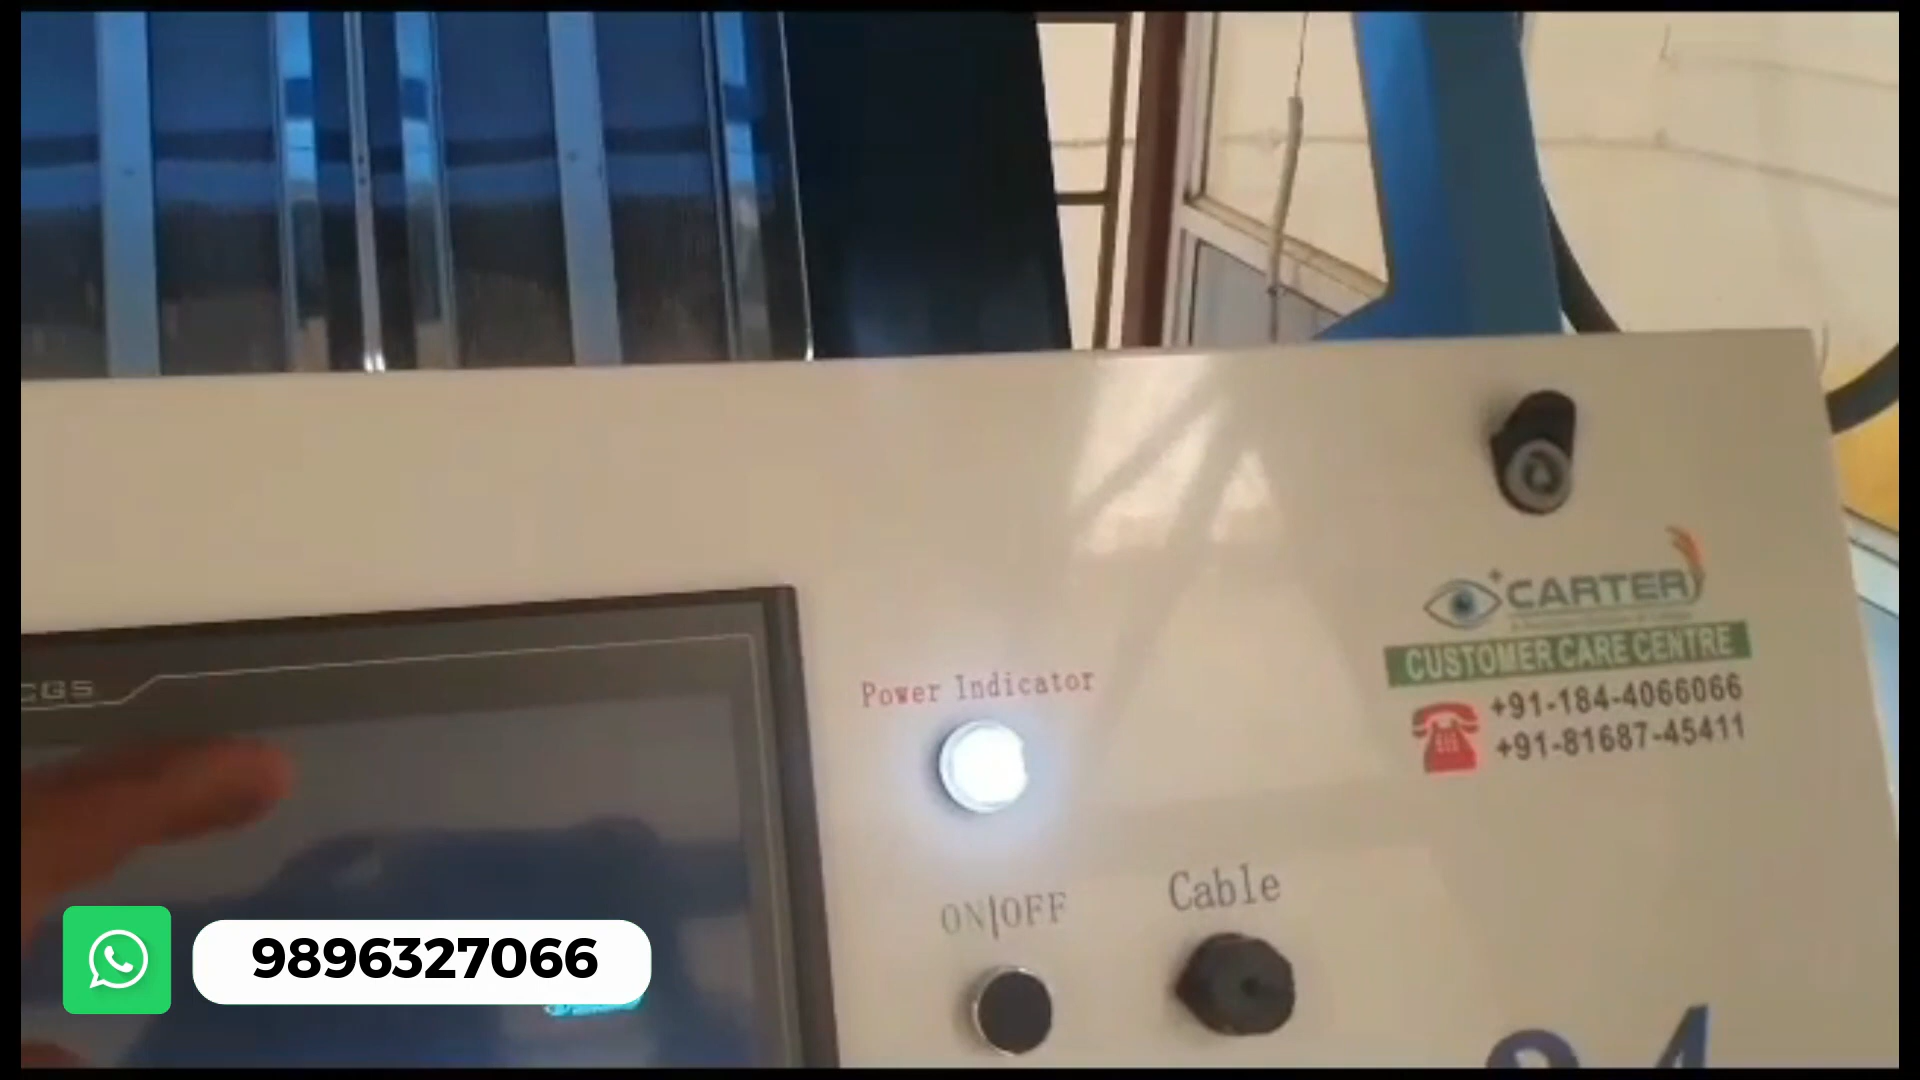 CG5
CARTER
CUSTOMER CARE CENTRE
+91-184-4066066
+91-81687-45411
Power Indicator
ON|OFF
Cable
9896327066